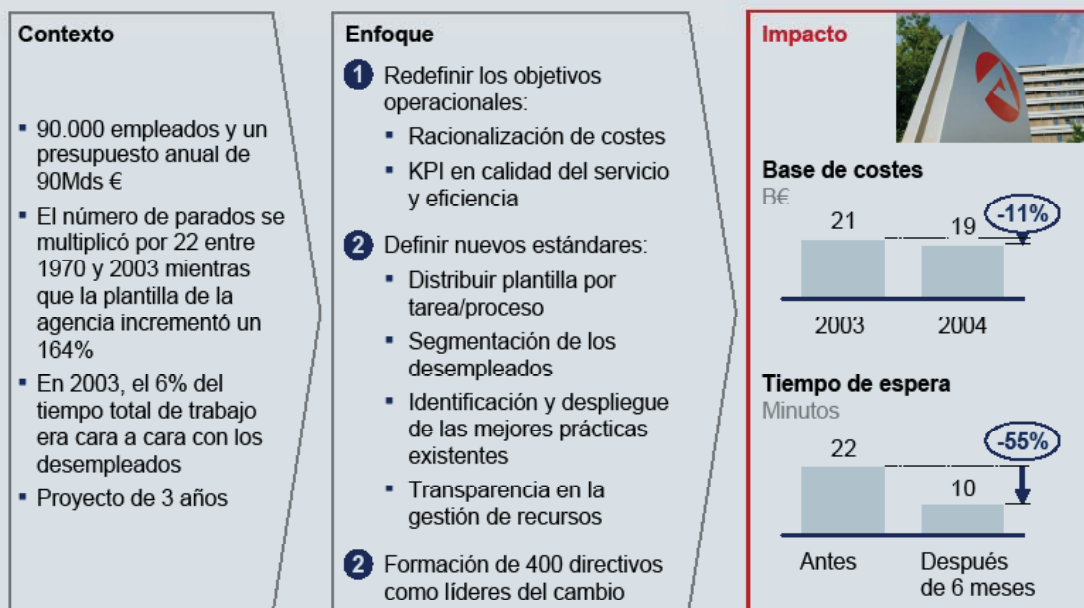 Contexto
▪ 90.000 empleados y un
presupuesto anual de
90Mds €
▪ El número de parados se
multiplicó por 22 entre
1970 y 2003 mientras
que la plantilla de la
agencia incrementó un
164%
▪ En 2003, el 6% del
tiempo total de trabajo
era cara a cara con los
desempleados
▪ Proyecto de 3 años
Enfoque
1 Redefinir los objetivos
operacionales:
▪ Racionalización de costes
▪ KPI en calidad del servicio
y eficiencia
2 Definir nuevos estándares:
▪ Distribuir plantilla por
tarea/proceso
▪ Segmentación de los
desempleados
▪ Identificación y despliegue
de las mejores prácticas
existentes
▪ Transparencia en la
gestión de recursos
2 Formación de 400 directivos
como líderes del cambio
Impacto
Base de costes
B€
21 19 -11%
2003 2004
Tiempo de espera
Minutos
22 10 -55%
Antes Después
de 6 meses